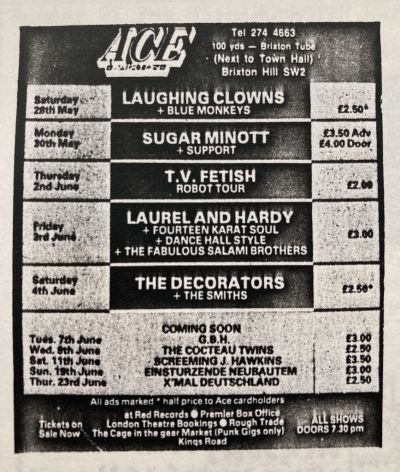 ACE
Tel 274 4663
100 yds — Brixton Tube
(Next to Town Hall)
Brixton Hill SW2
Saturday
28th May
LAUGHING CLOWNS
+ BLUE MONKEYS
£2.50*
Monday
30th May
SUGAR MINOTT
+ SUPPORT
£3.50 Adv
£4.00 Door
Thursday
2nd June
T.V. FETISH
ROBOT TOUR
£2.00
Friday
3rd June
LAUREL AND HARDY
+ FOURTEEN KARAT SOUL
+ DANCE HALL STYLE
+ THE FABULOUS SALAMI BROTHERS
£3.00
Saturday
4th June
THE DECORATORS
+ THE SMITHS
£2.50*
COMING SOON
Tues. 7th June G.B.H. £3.00
Wed. 8th June THE COCTEAU TWINS £2.50
Sat. 11th June SCREEMING J. HAWKINS £3.50
Sun. 19th June EINSTURZENDE NEUBAUTEM £3.00
Thur. 23rd June X'MAL DEUTSCHLAND £2.50
All ads marked * half price to Ace cardholders
Tickets on
Sale Now
at Red Records ● Premier Box Office
London Theatre Bookings ● Rough Trade
The Cage in the gear Market (Punk Gigs only)
Kings Road
ALL SHOWS
DOORS 7.30 pm